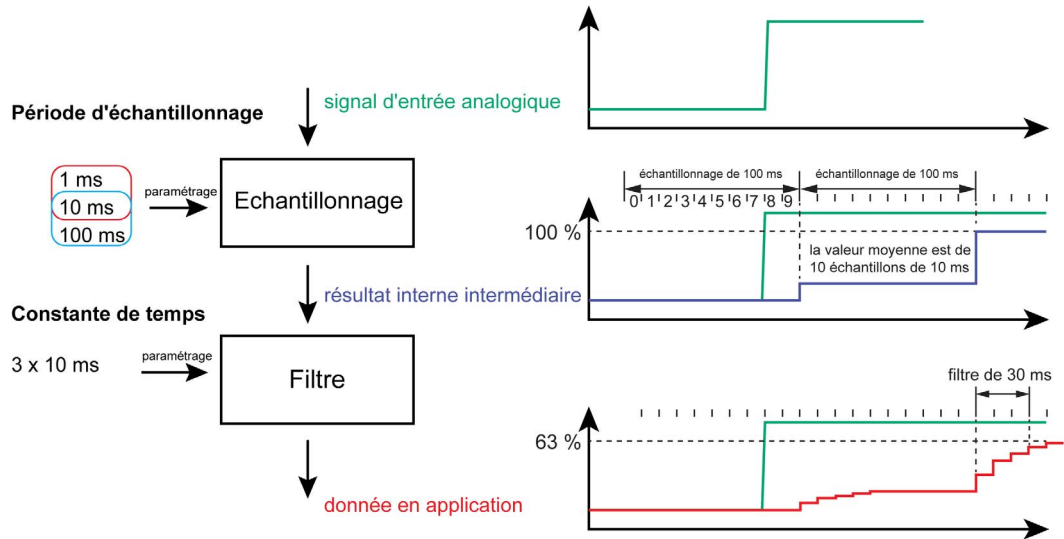 signal d'entrée analogique
Période d'échantillonnage
1 ms
10 ms
100 ms
paramétrage
Echantillonnage
échantillonnage de 100 ms
échantillonnage de 100 ms
0 1 2 3 4 5 6 7 8 9
100 %
la valeur moyenne est de
10 échantillons de 10 ms
résultat interne intermédiaire
Constante de temps
3 x 10 ms
paramétrage
Filtre
filtre de 30 ms
63 %
donnée en application